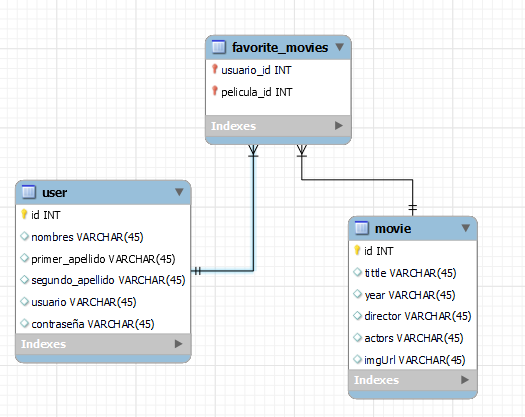 favorite_movies
usuario_id INT
pelicula_id INT
Indexes
user
id INT
nombres VARCHAR(45)
primer_apellido VARCHAR(45)
segundo_apellido VARCHAR(45)
usuario VARCHAR(45)
contraseña VARCHAR(45)
Indexes
movie
id INT
tittle VARCHAR(45)
year VARCHAR(45)
director VARCHAR(45)
actors VARCHAR(45)
imgUrl VARCHAR(45)
Indexes